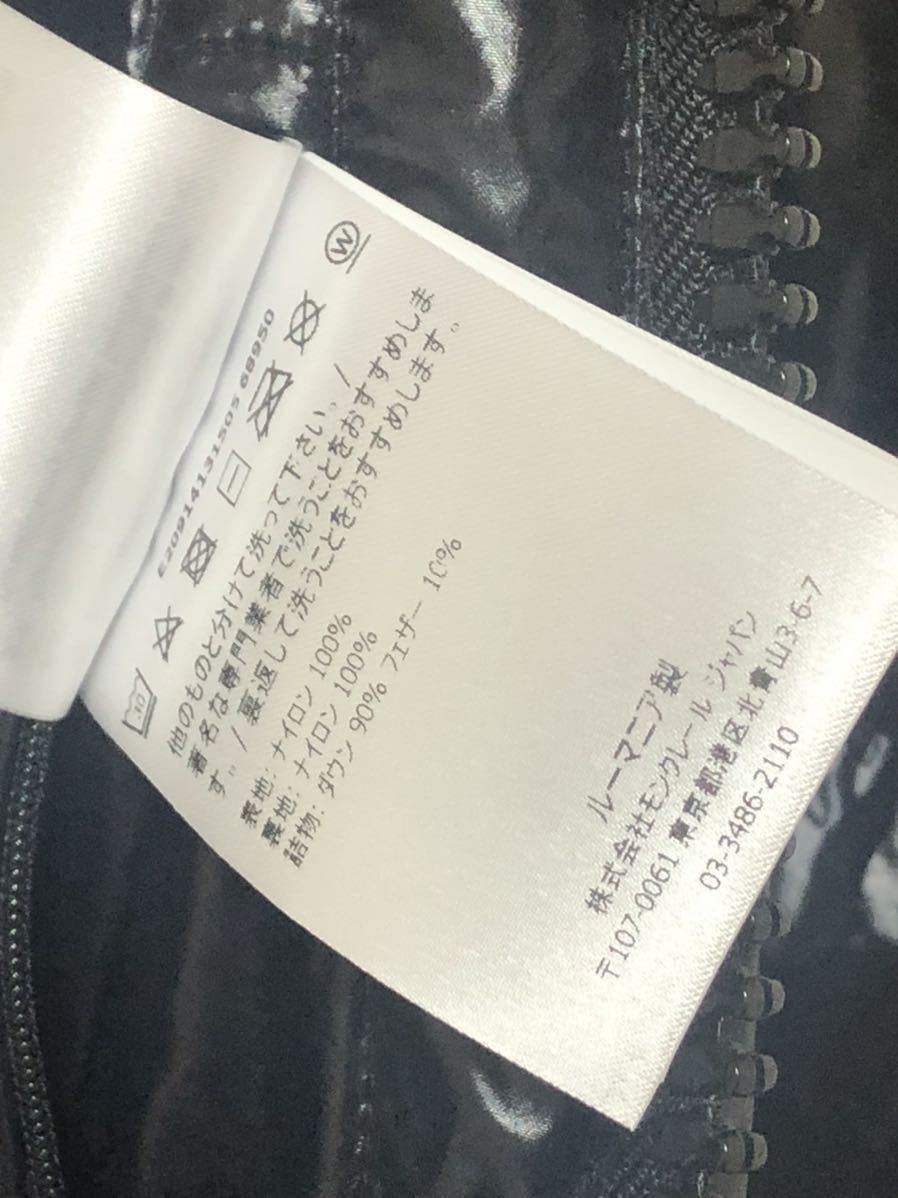 E2091413150S 68950
30
W
他のものと分けて洗って下さい。/
著名な専門業者で洗うことをおすすめしま
す。/ 裏返して洗うことをおすすめします。
表地: ナイロン 100%
裏地: ナイロン 100%
詰物: ダウン 90% フェザー 10%
ルーマニア製
株式会社モンクレール ジャパン
〒107-0061 東京都港区北青山3-6-7
03-3486-2110